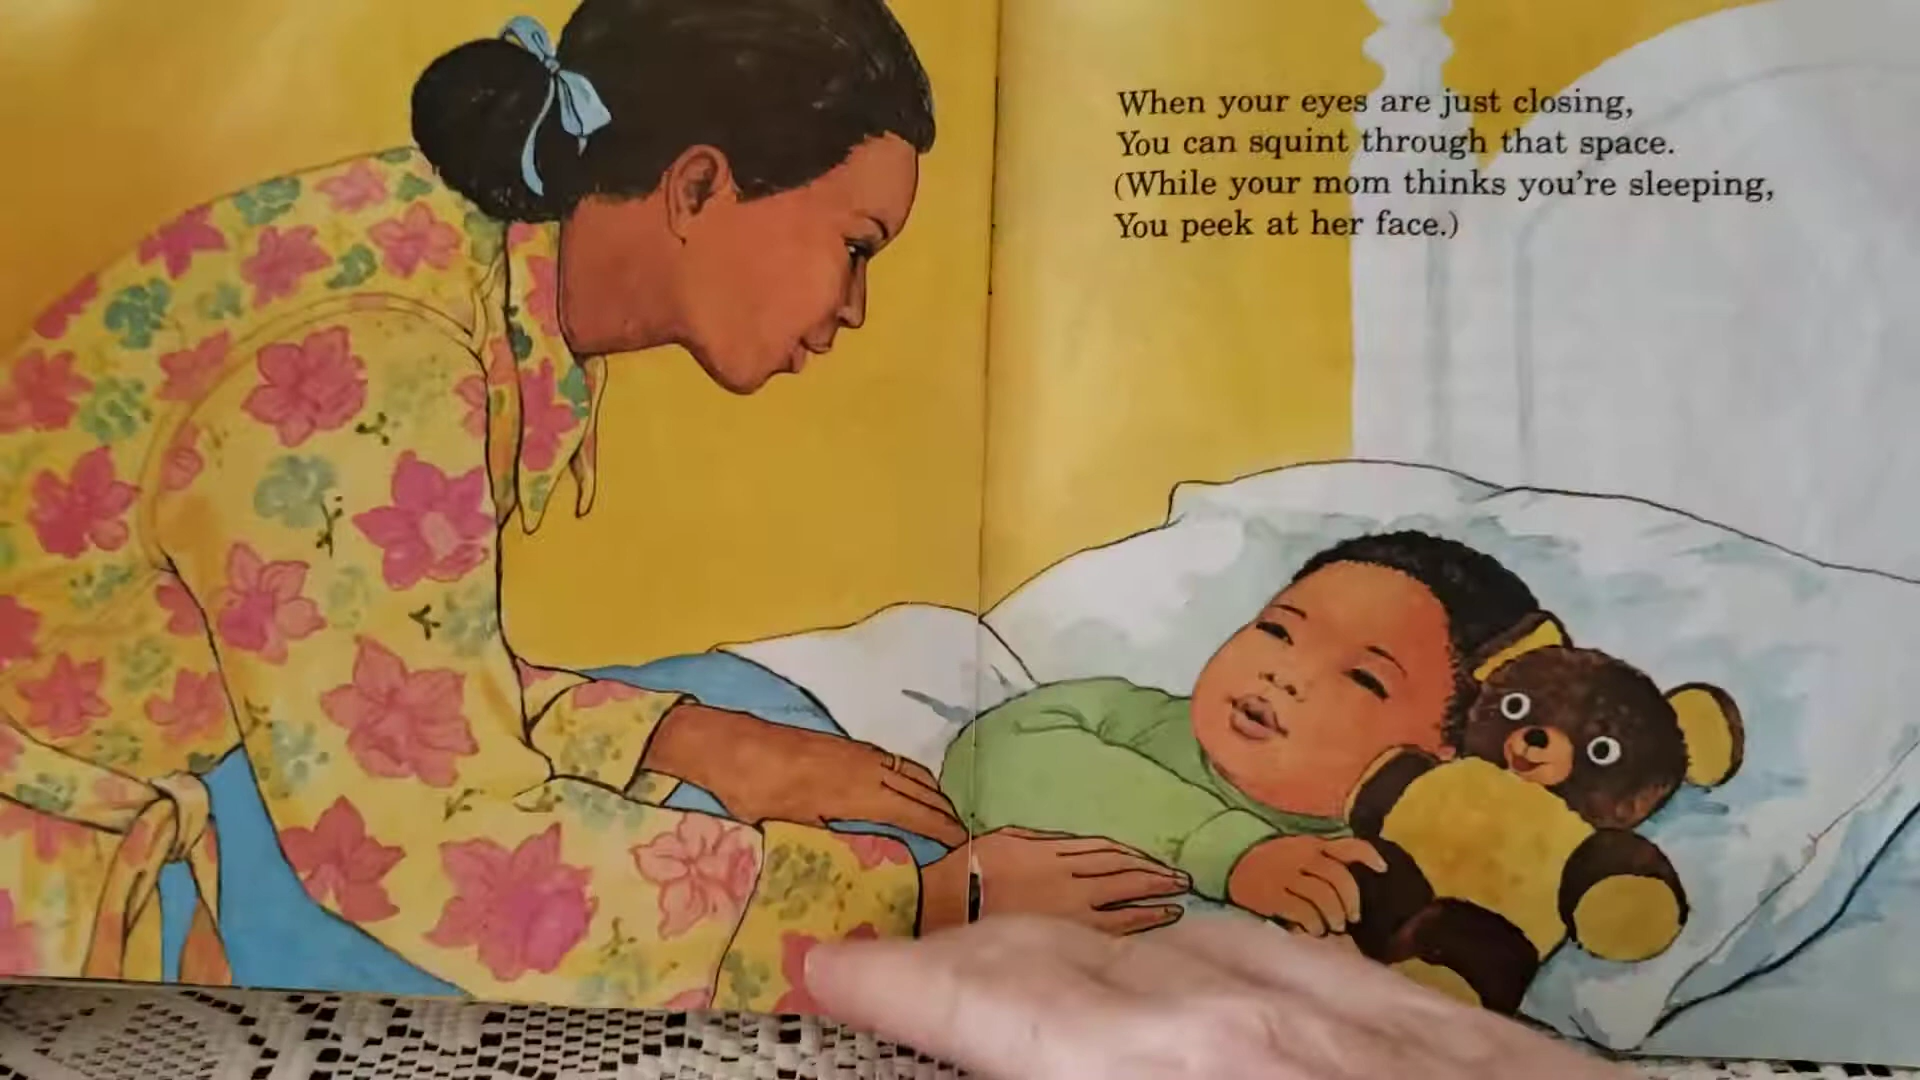 When your eyes are just closing,
You can squint through that space.
(While your mom thinks you're sleeping,
You peek at her face.)